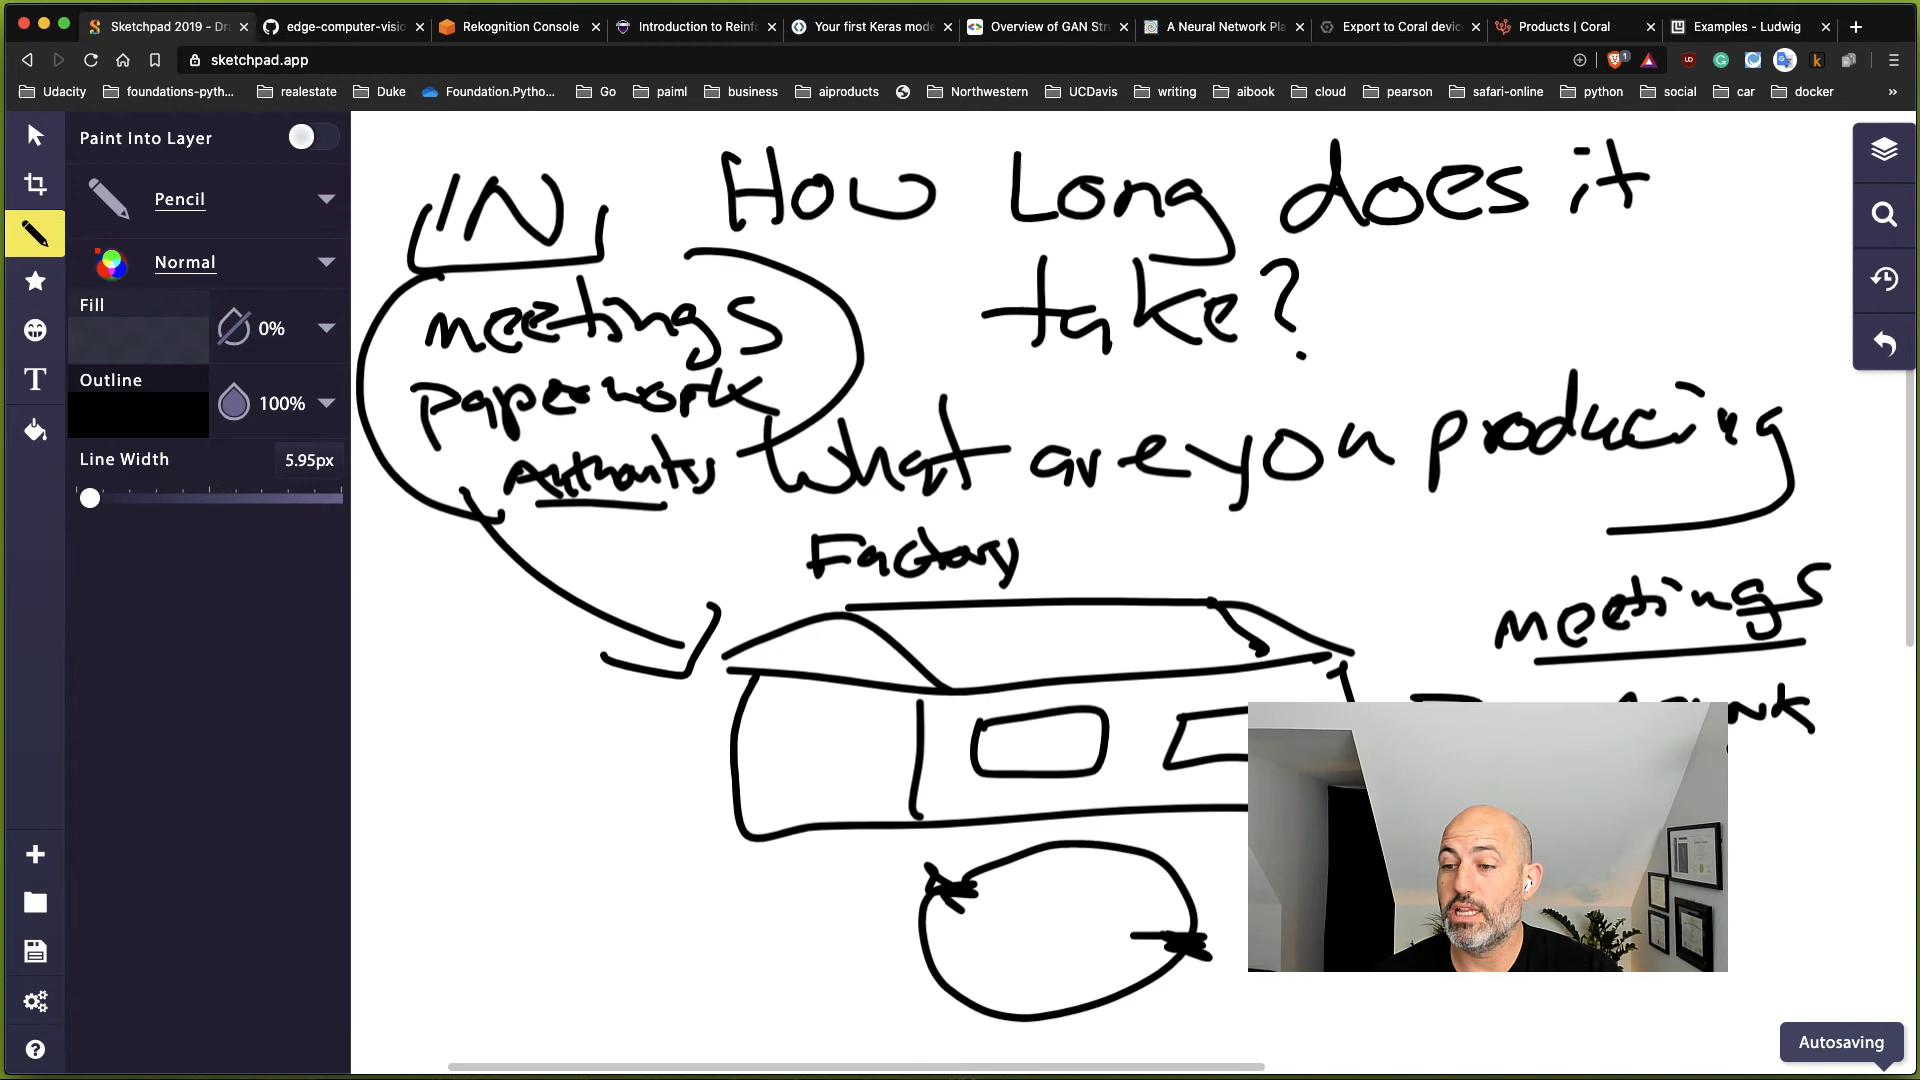 Sketchpad 2019 - Dr
edge-computer-visio
Rekognition Console
Introduction to Reinfo
Your first Keras mode
Overview of GAN Stru
A Neural Network Pla
Export to Coral device
Products | Coral
Examples - Ludwig
sketchpad.app
Udacity
foundations-pyth...
realestate
Duke
Foundation.Pytho...
Go
paiml
business
aiproducts
Northwestern
UCDavis
writing
aibook
cloud
pearson
safari-online
python
social
car
docker
»
Paint Into Layer
Pencil
Normal
Fill
0%
Outline
100%
Line Width
5.95px
IN
How Long does it
take?
meetings
paperwork
What are you producing
Factory
meetings
Autosaving